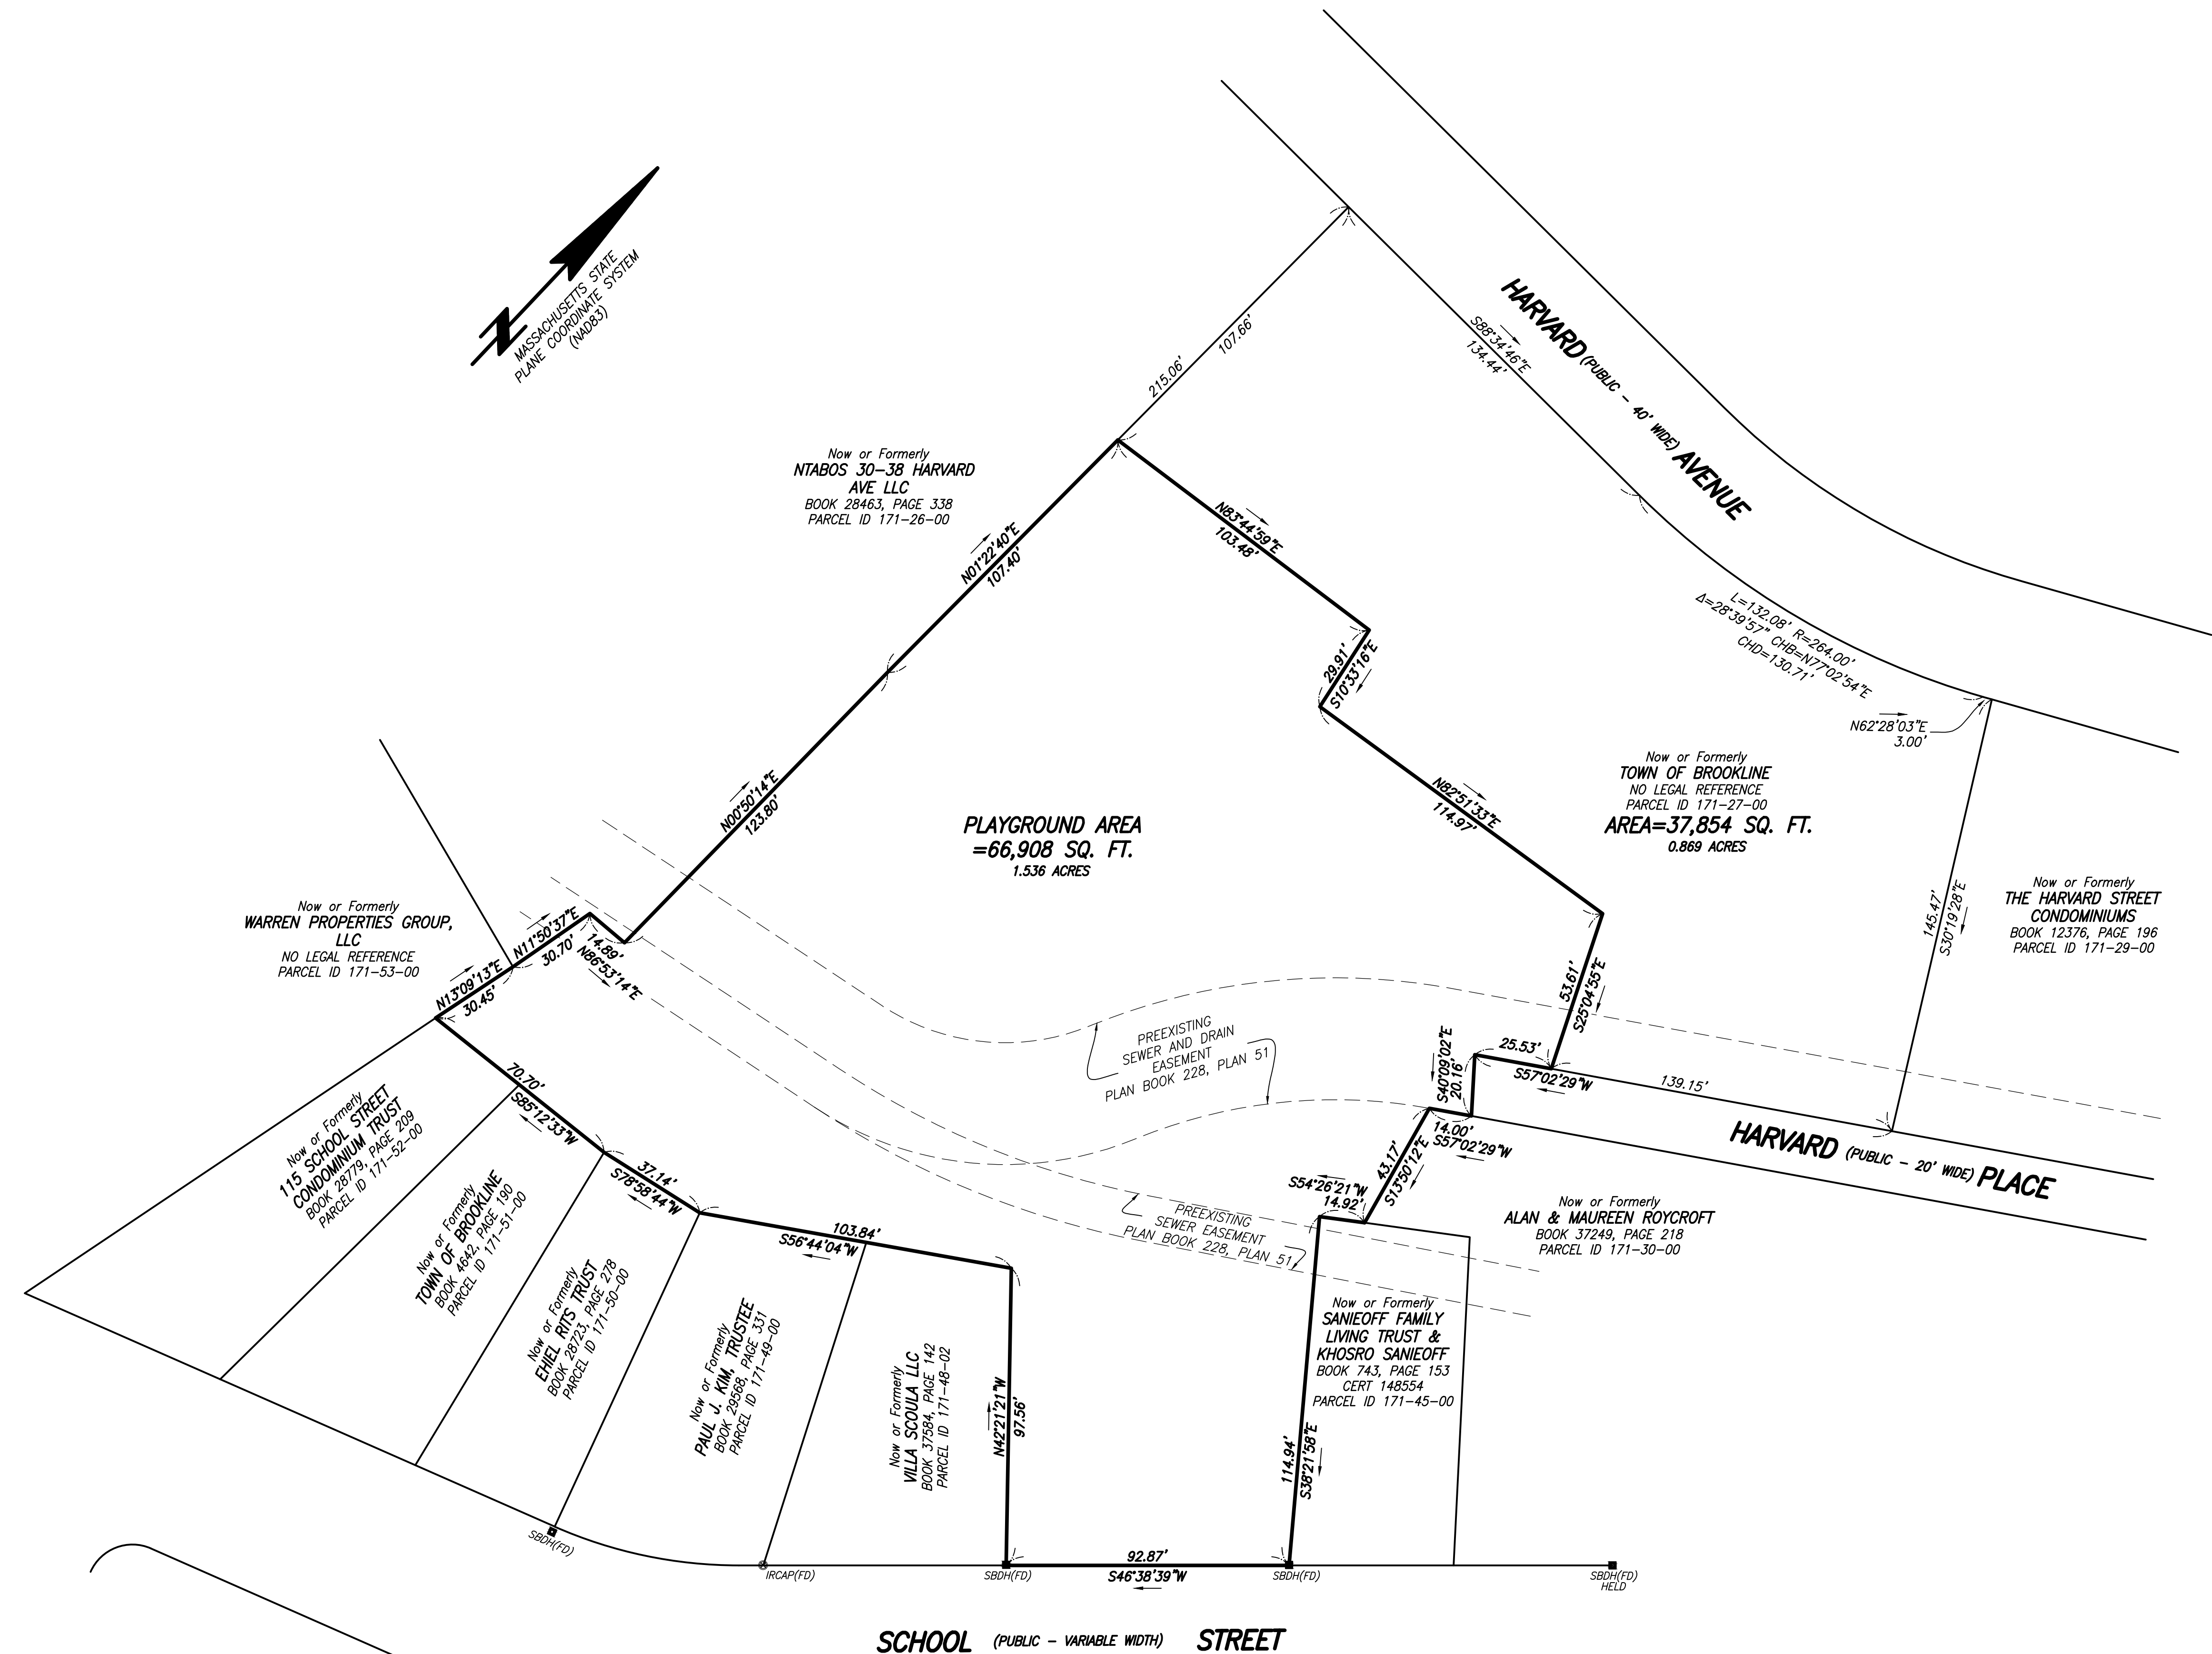 N
MASSACHUSETTS STATE
PLANE COORDINATE SYSTEM
(NAD83)
HARVARD (PUBLIC - 40' WIDE) AVENUE
S88°34'46"E
134.44'
107.66'
215.06'
Now or Formerly
NTABOS 30-38 HARVARD
AVE LLC
BOOK 28463, PAGE 338
PARCEL ID 171-26-00
N01°22'40"E
107.40'
N83°44'59"E
103.48'
29.91'
S10°33'16"E
L=132.08' R=264.00'
Δ=28°39'57" CHB=N77°02'54"E
CHD=130.71'
N62°28'03"E
3.00'
Now or Formerly
TOWN OF BROOKLINE
NO LEGAL REFERENCE
PARCEL ID 171-27-00
AREA=37,854 SQ. FT.
0.869 ACRES
N82°51'33"E
114.97'
PLAYGROUND AREA
=66,908 SQ. FT.
1.536 ACRES
N00°50'14"E
123.80'
Now or Formerly
WARREN PROPERTIES GROUP,
LLC
NO LEGAL REFERENCE
PARCEL ID 171-53-00
N11°50'37"E
30.70'
14.89'
N86°53'14"E
N13°09'13"E
30.45'
145.47'
S30°19'28"E
Now or Formerly
THE HARVARD STREET
CONDOMINIUMS
BOOK 12376, PAGE 196
PARCEL ID 171-29-00
53.61'
S25°04'55"E
PREEXISTING
SEWER AND DRAIN
EASEMENT
PLAN BOOK 228, PLAN 51
S40°09'02"E
20.16'
25.53'
S57°02'29"W
139.15'
14.00'
S57°02'29"W
HARVARD (PUBLIC - 20' WIDE) PLACE
43.17'
S13°50'12"E
S54°26'21"W
14.92'
PREEXISTING
SEWER EASEMENT
PLAN BOOK 228, PLAN 51
Now or Formerly
ALAN & MAUREEN ROYCROFT
BOOK 37249, PAGE 218
PARCEL ID 171-30-00
70.70'
S85°12'33"W
37.14'
S78°58'44"W
103.84'
S56°44'04"W
Now or Formerly
115 SCHOOL STREET
CONDOMINIUM TRUST
BOOK 28779, PAGE 209
PARCEL ID 171-52-00
Now or Formerly
TOWN OF BROOKLINE
BOOK 4642, PAGE 190
PARCEL ID 171-51-00
Now or Formerly
EHIEL RITS TRUST
BOOK 28723, PAGE 278
PARCEL ID 171-50-00
Now or Formerly
PAUL J. KIM, TRUSTEE
BOOK 29568, PAGE 331
PARCEL ID 171-49-00
Now or Formerly
VILLA SCOULA LLC
BOOK 37584, PAGE 142
PARCEL ID 171-48-02
N42°21'21"W
97.56'
114.94'
S38°21'58"E
Now or Formerly
SANIEOFF FAMILY
LIVING TRUST &
KHOSRO SANIEOFF
BOOK 743, PAGE 153
CERT 148554
PARCEL ID 171-45-00
SBDH(FD)
IRCAP(FD)
SBDH(FD)
92.87'
S46°38'39"W
SBDH(FD)
SBDH(FD)
HELD
SCHOOL (PUBLIC - VARIABLE WIDTH) STREET